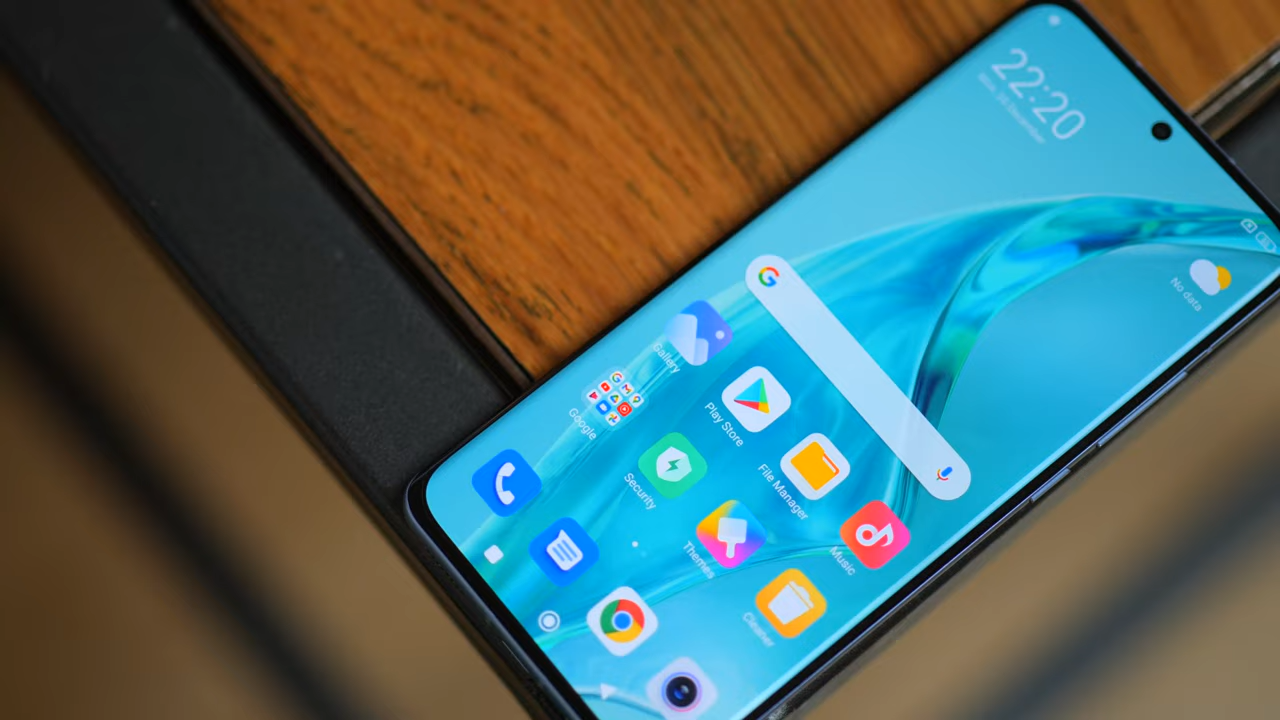 22:20
No data
Gallery
Play Store
File Manager
Music
Google
Security
Themes
Cleaner